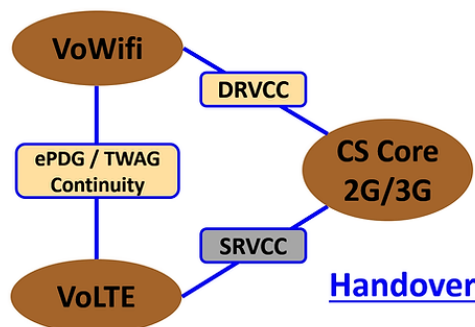 VoWifi
DRVCC
ePDG / TWAG
Continuity
CS Core
2G/3G
SRVCC
VoLTE
Handover